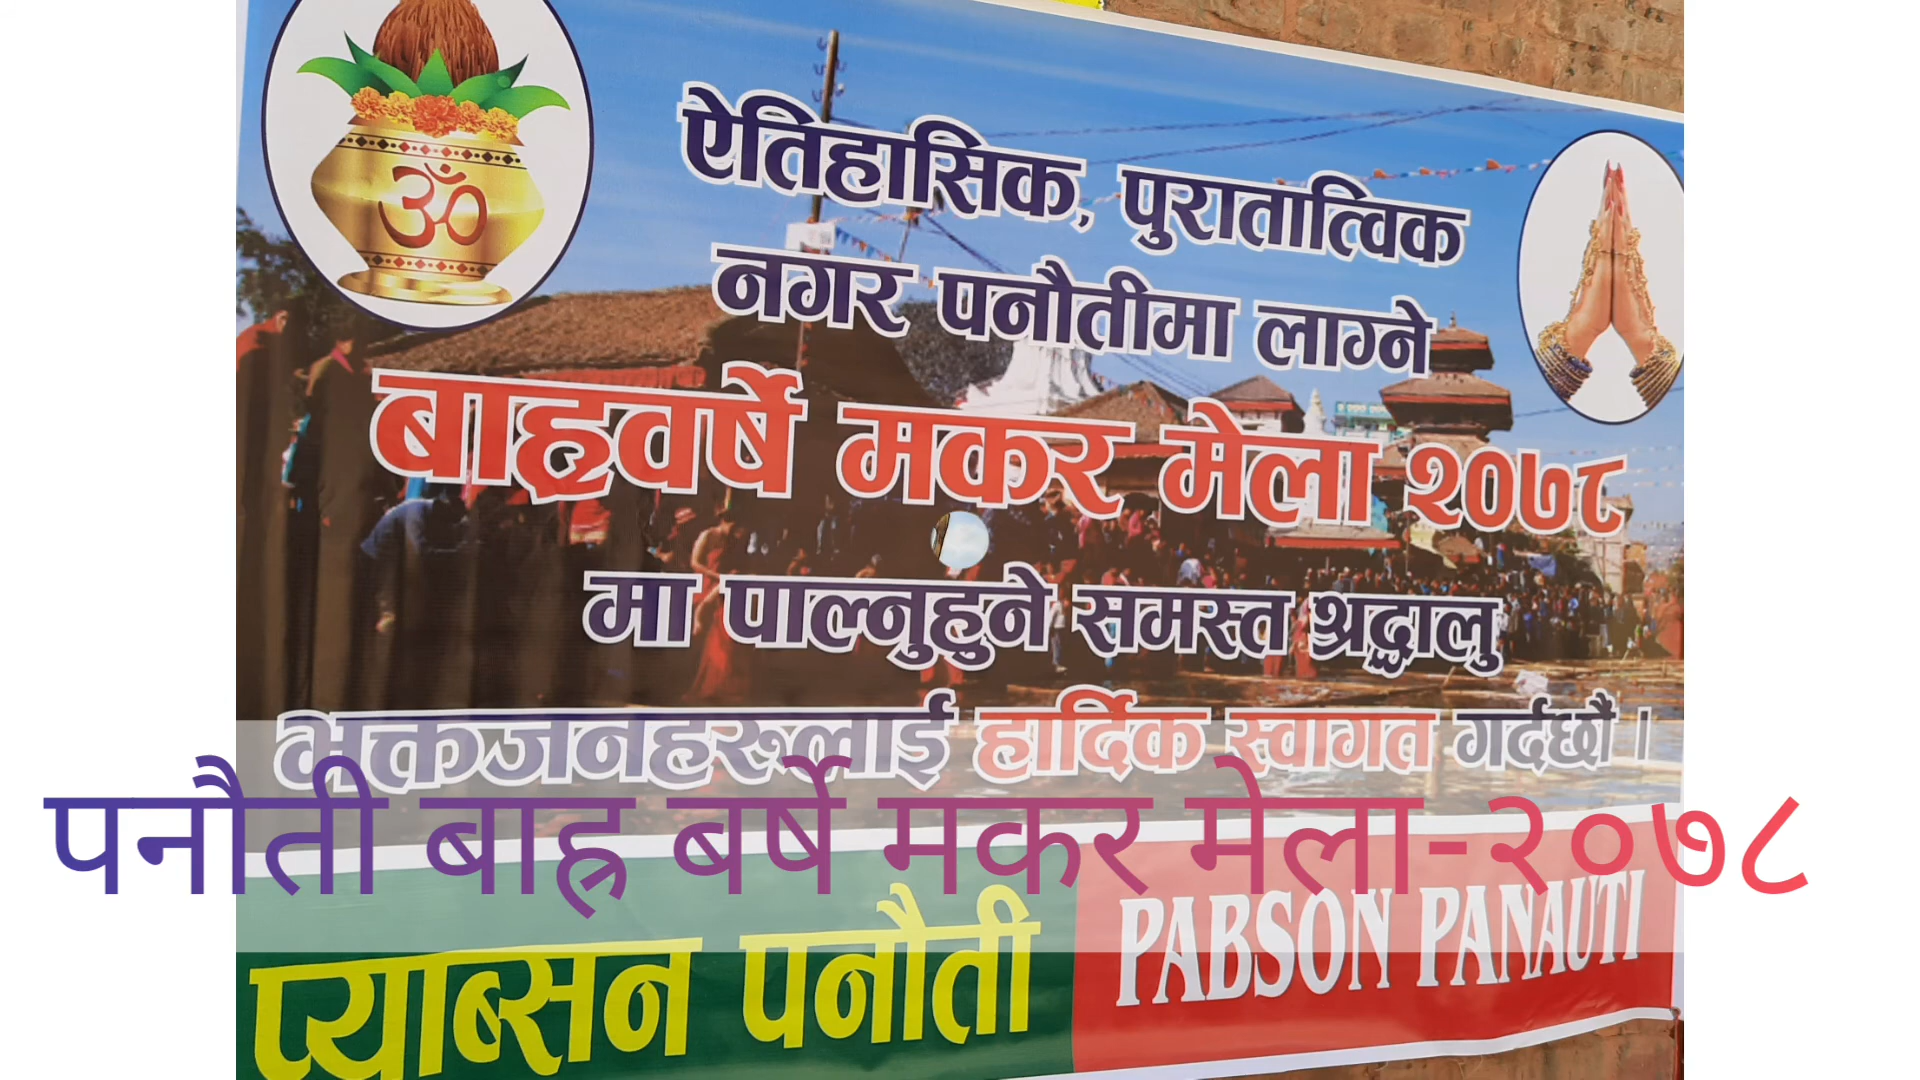 ॐ
ऐतिहासिक, पुरातात्विक
नगर पनौतीमा लाग्ने
बाह्रवर्षे मकर मेला २०७८
मा पाल्नुहुने समस्त श्रद्धालु
भक्तजनहरूलाई हार्दिक स्वागत गर्दछौं ।
पनौती बाह्र बर्षे मकर मेला-२०७८
प्याब्सन पनौती PABSON PANAUTI